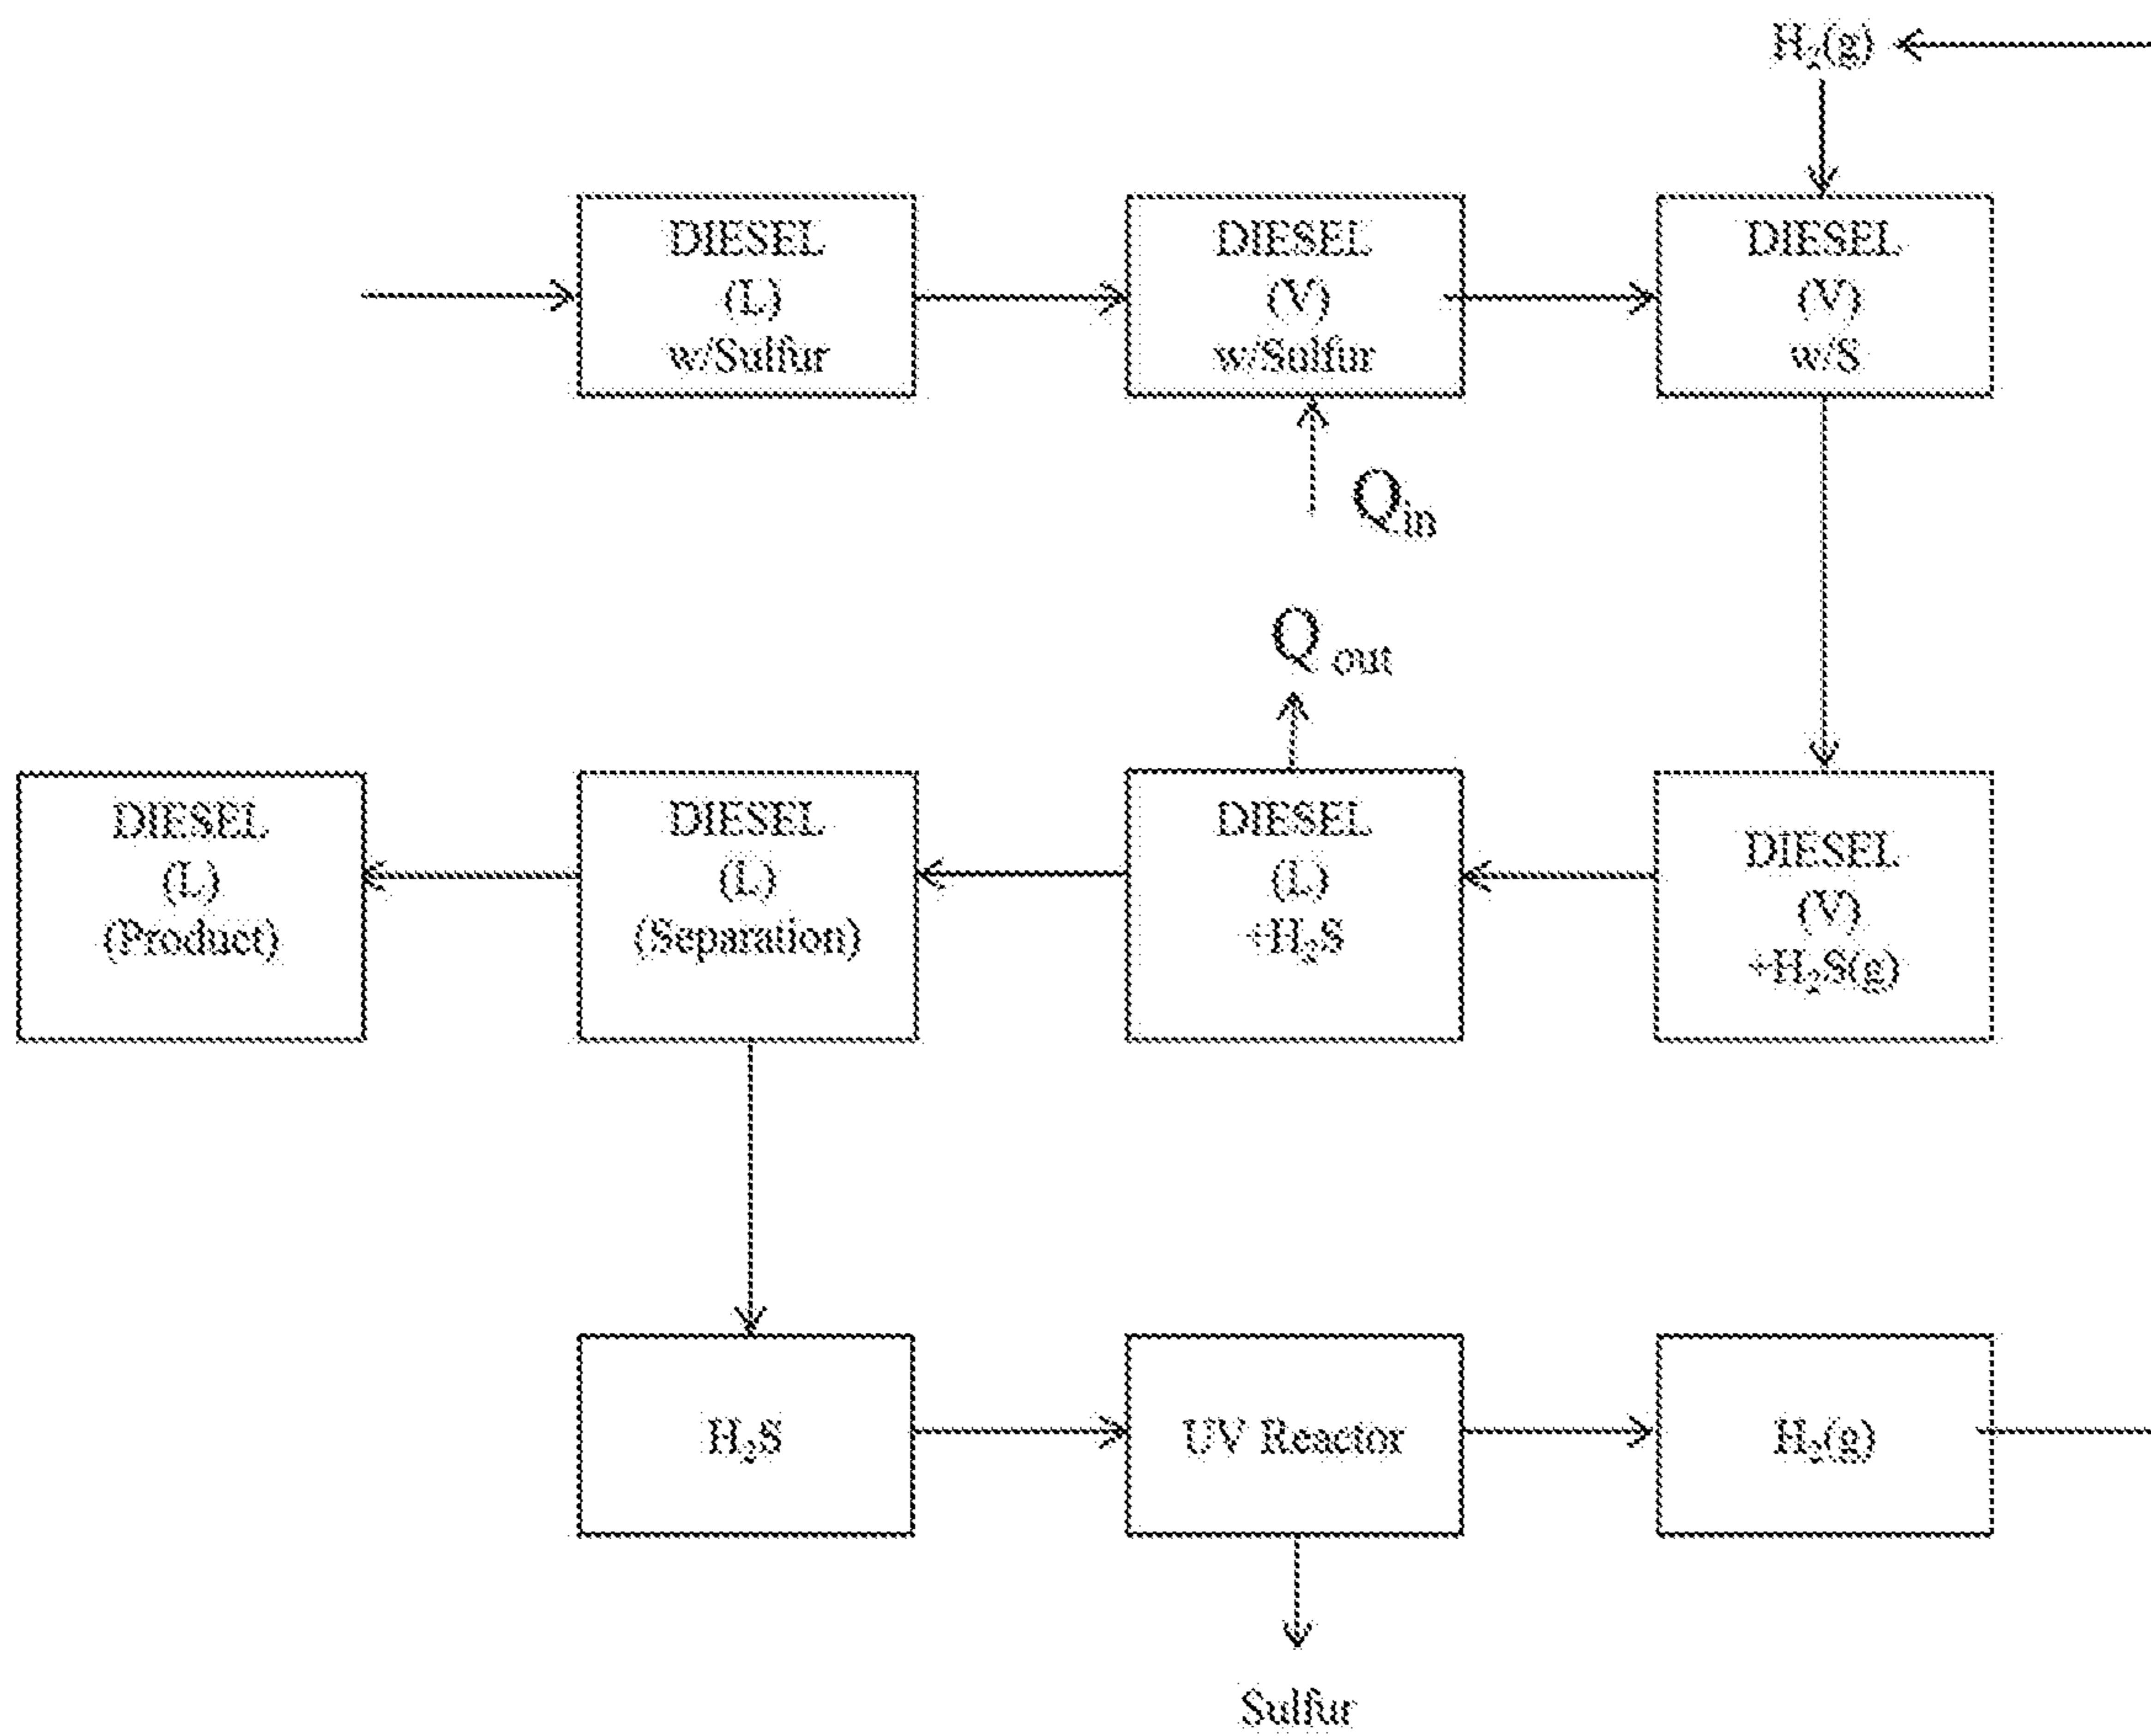 H₂(g)
DIESEL
(L)
w/Sulfur
DIESEL
(V)
w/Sulfur
DIESEL
(V)
w/S
Qin
Q out
DIESEL
(L)
(Product)
DIESEL
(L)
(Separation)
DIESEL
(L)
+H₂S
DIESEL
(V)
+H₂S(g)
H₂S
UV Reactor
H₂(g)
Sulfur